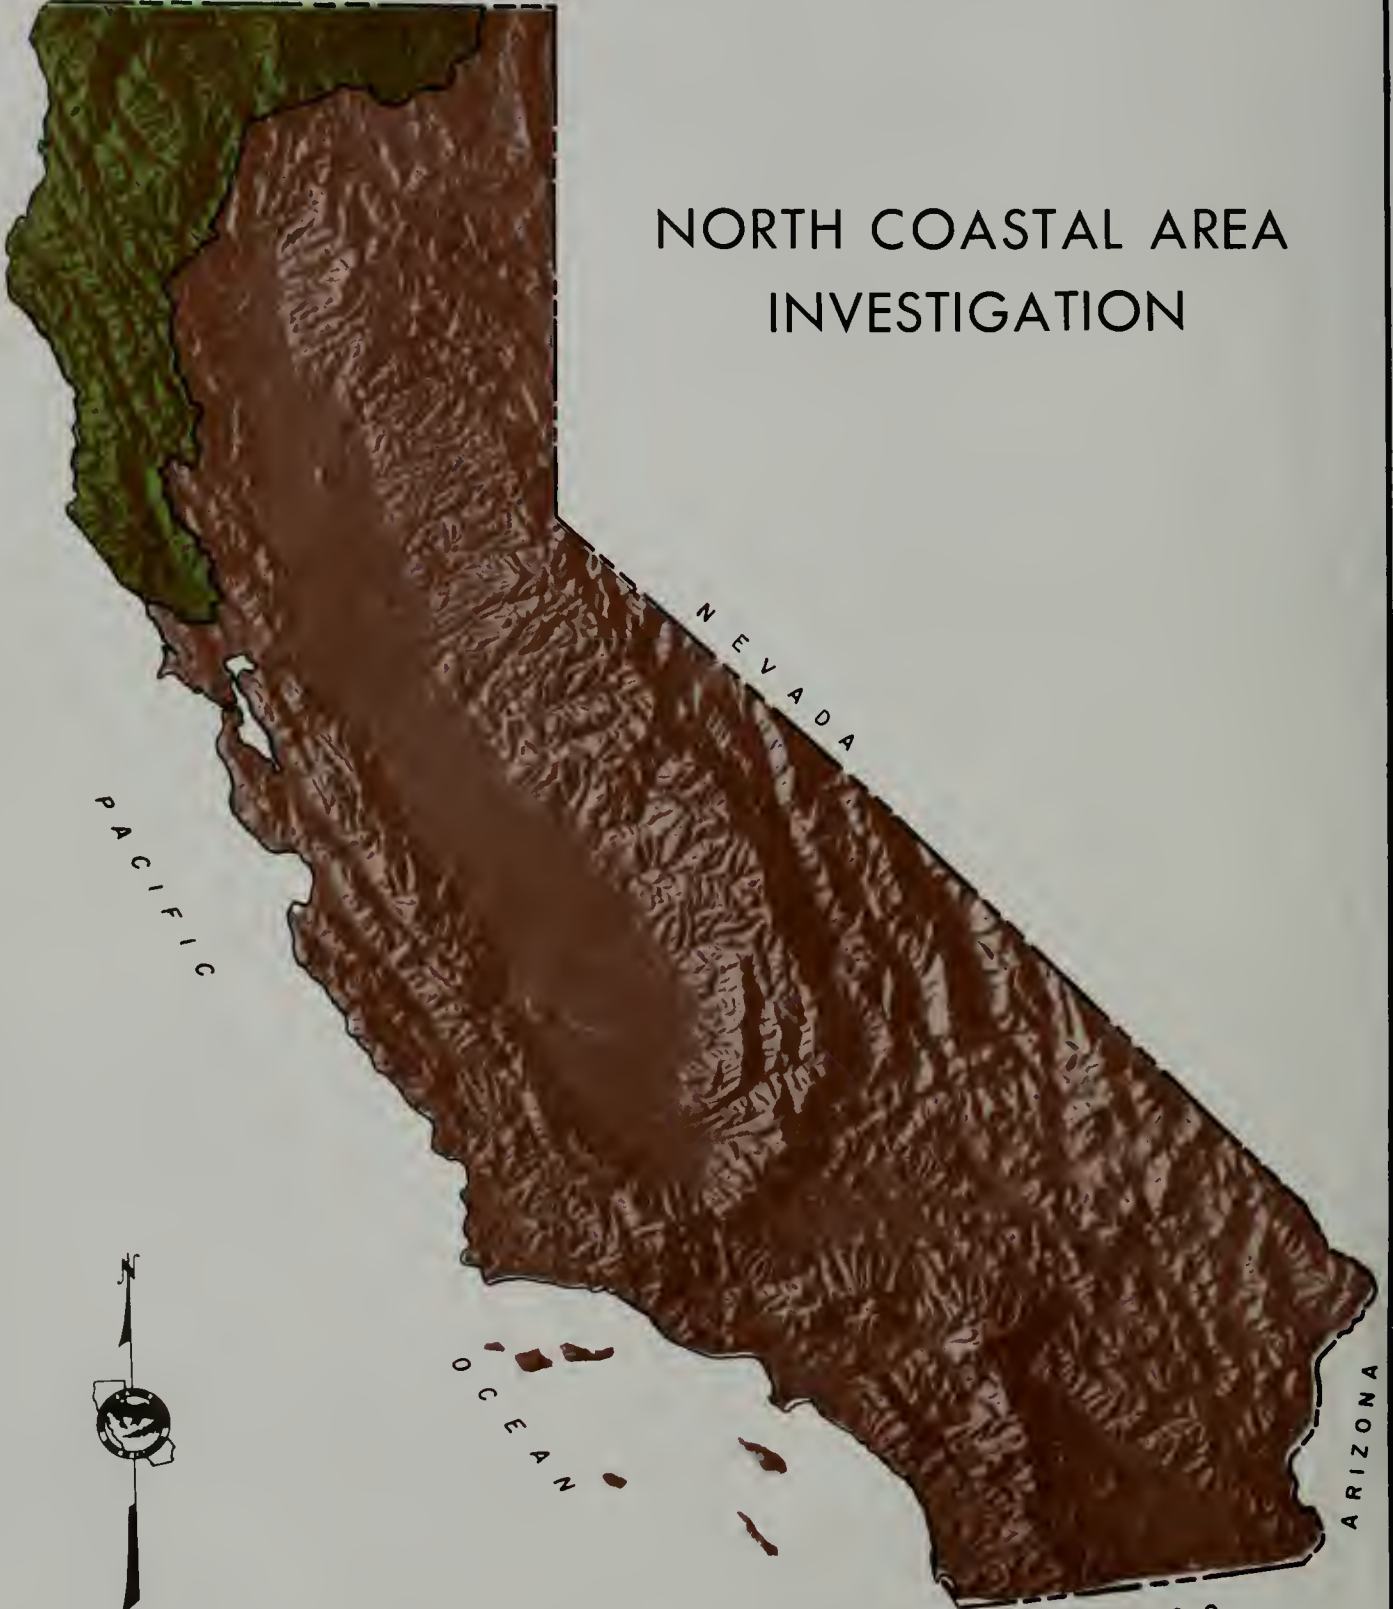 NORTH COASTAL AREA
INVESTIGATION
NEVADA
PACIFIC
N
OCEAN
ARIZONA